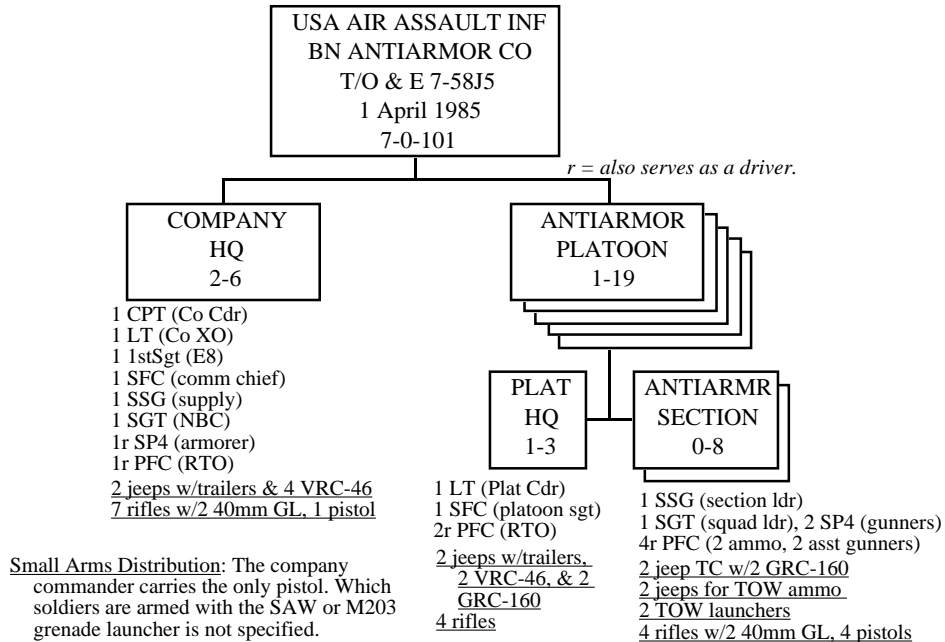 USA AIR ASSAULT INF
BN ANTIARMOR CO
T/O & E 7-58J5
1 April 1985
7-0-101
r = also serves as a driver.
COMPANY
HQ
2-6
1 CPT (Co Cdr)
1 LT (Co XO)
1 1stSgt (E8)
1 SFC (comm chief)
1 SSG (supply)
1 SGT (NBC)
1r SP4 (armorer)
1r PFC (RTO)
2 jeeps w/trailers & 4 VRC-46
7 rifles w/2 40mm GL, 1 pistol
ANTIARMOR
PLATOON
1-19
PLAT
HQ
1-3
1 LT (Plat Cdr)
1 SFC (platoon sgt)
2r PFC (RTO)
2 jeeps w/trailers,
2 VRC-46, & 2
GRC-160
4 rifles
ANTIARMR
SECTION
0-8
1 SSG (section ldr)
1 SGT (squad ldr), 2 SP4 (gunners)
4r PFC (2 ammo, 2 asst gunners)
2 jeep TC w/2 GRC-160
2 jeeps for TOW ammo
2 TOW launchers
4 rifles w/2 40mm GL, 4 pistols
Small Arms Distribution: The company
commander carries the only pistol. Which
soldiers are armed with the SAW or M203
grenade launcher is not specified.